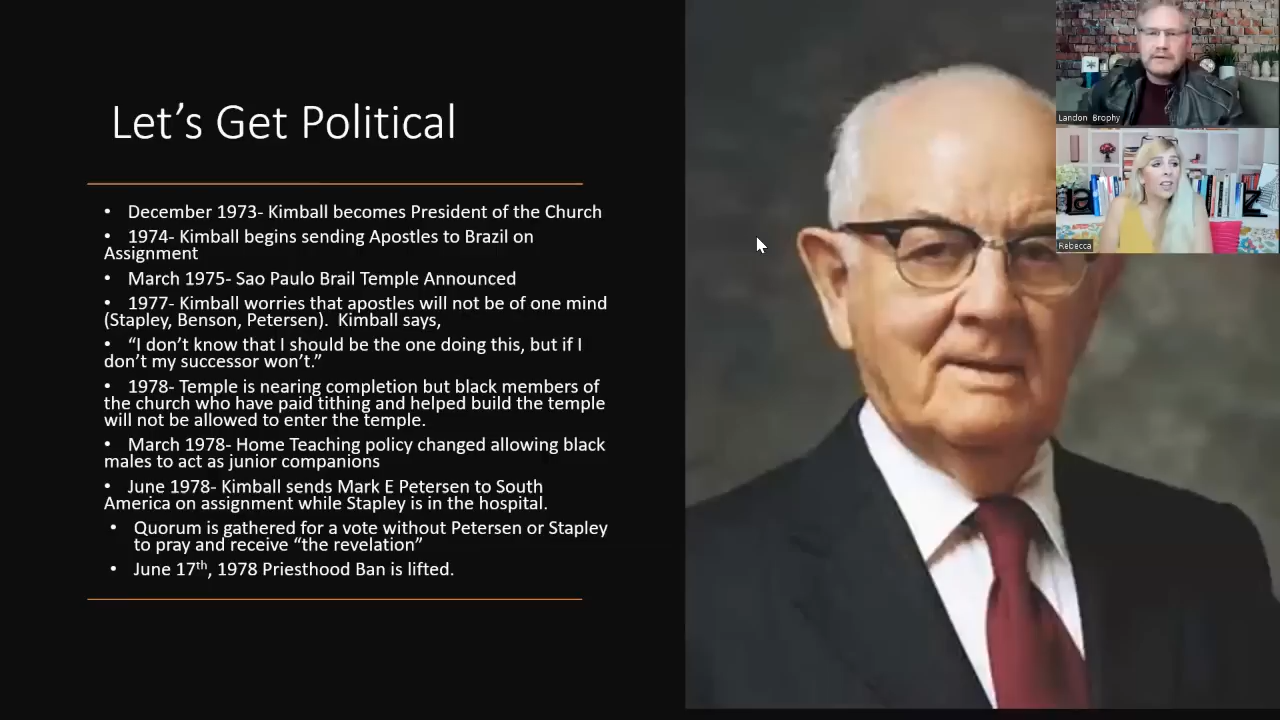 Let's Get Political
• December 1973- Kimball becomes President of the Church
• 1974- Kimball begins sending Apostles to Brazil on
Assignment
• March 1975- Sao Paulo Brail Temple Announced
• 1977- Kimball worries that apostles will not be of one mind
(Stapley, Benson, Petersen). Kimball says,
• “I don't know that I should be the one doing this, but if I
don't my successor won't.”
• 1978- Temple is nearing completion but black members of
the church who have paid tithing and helped build the temple
will not be allowed to enter the temple.
• March 1978- Home Teaching policy changed allowing black
males to act as junior companions
• June 1978- Kimball sends Mark E Petersen to South
America on assignment while Stapley is in the hospital.
• Quorum is gathered for a vote without Petersen or Stapley
to pray and receive “the revelation”
• June 17th, 1978 Priesthood Ban is lifted.
Landon Brophy
Rebecca